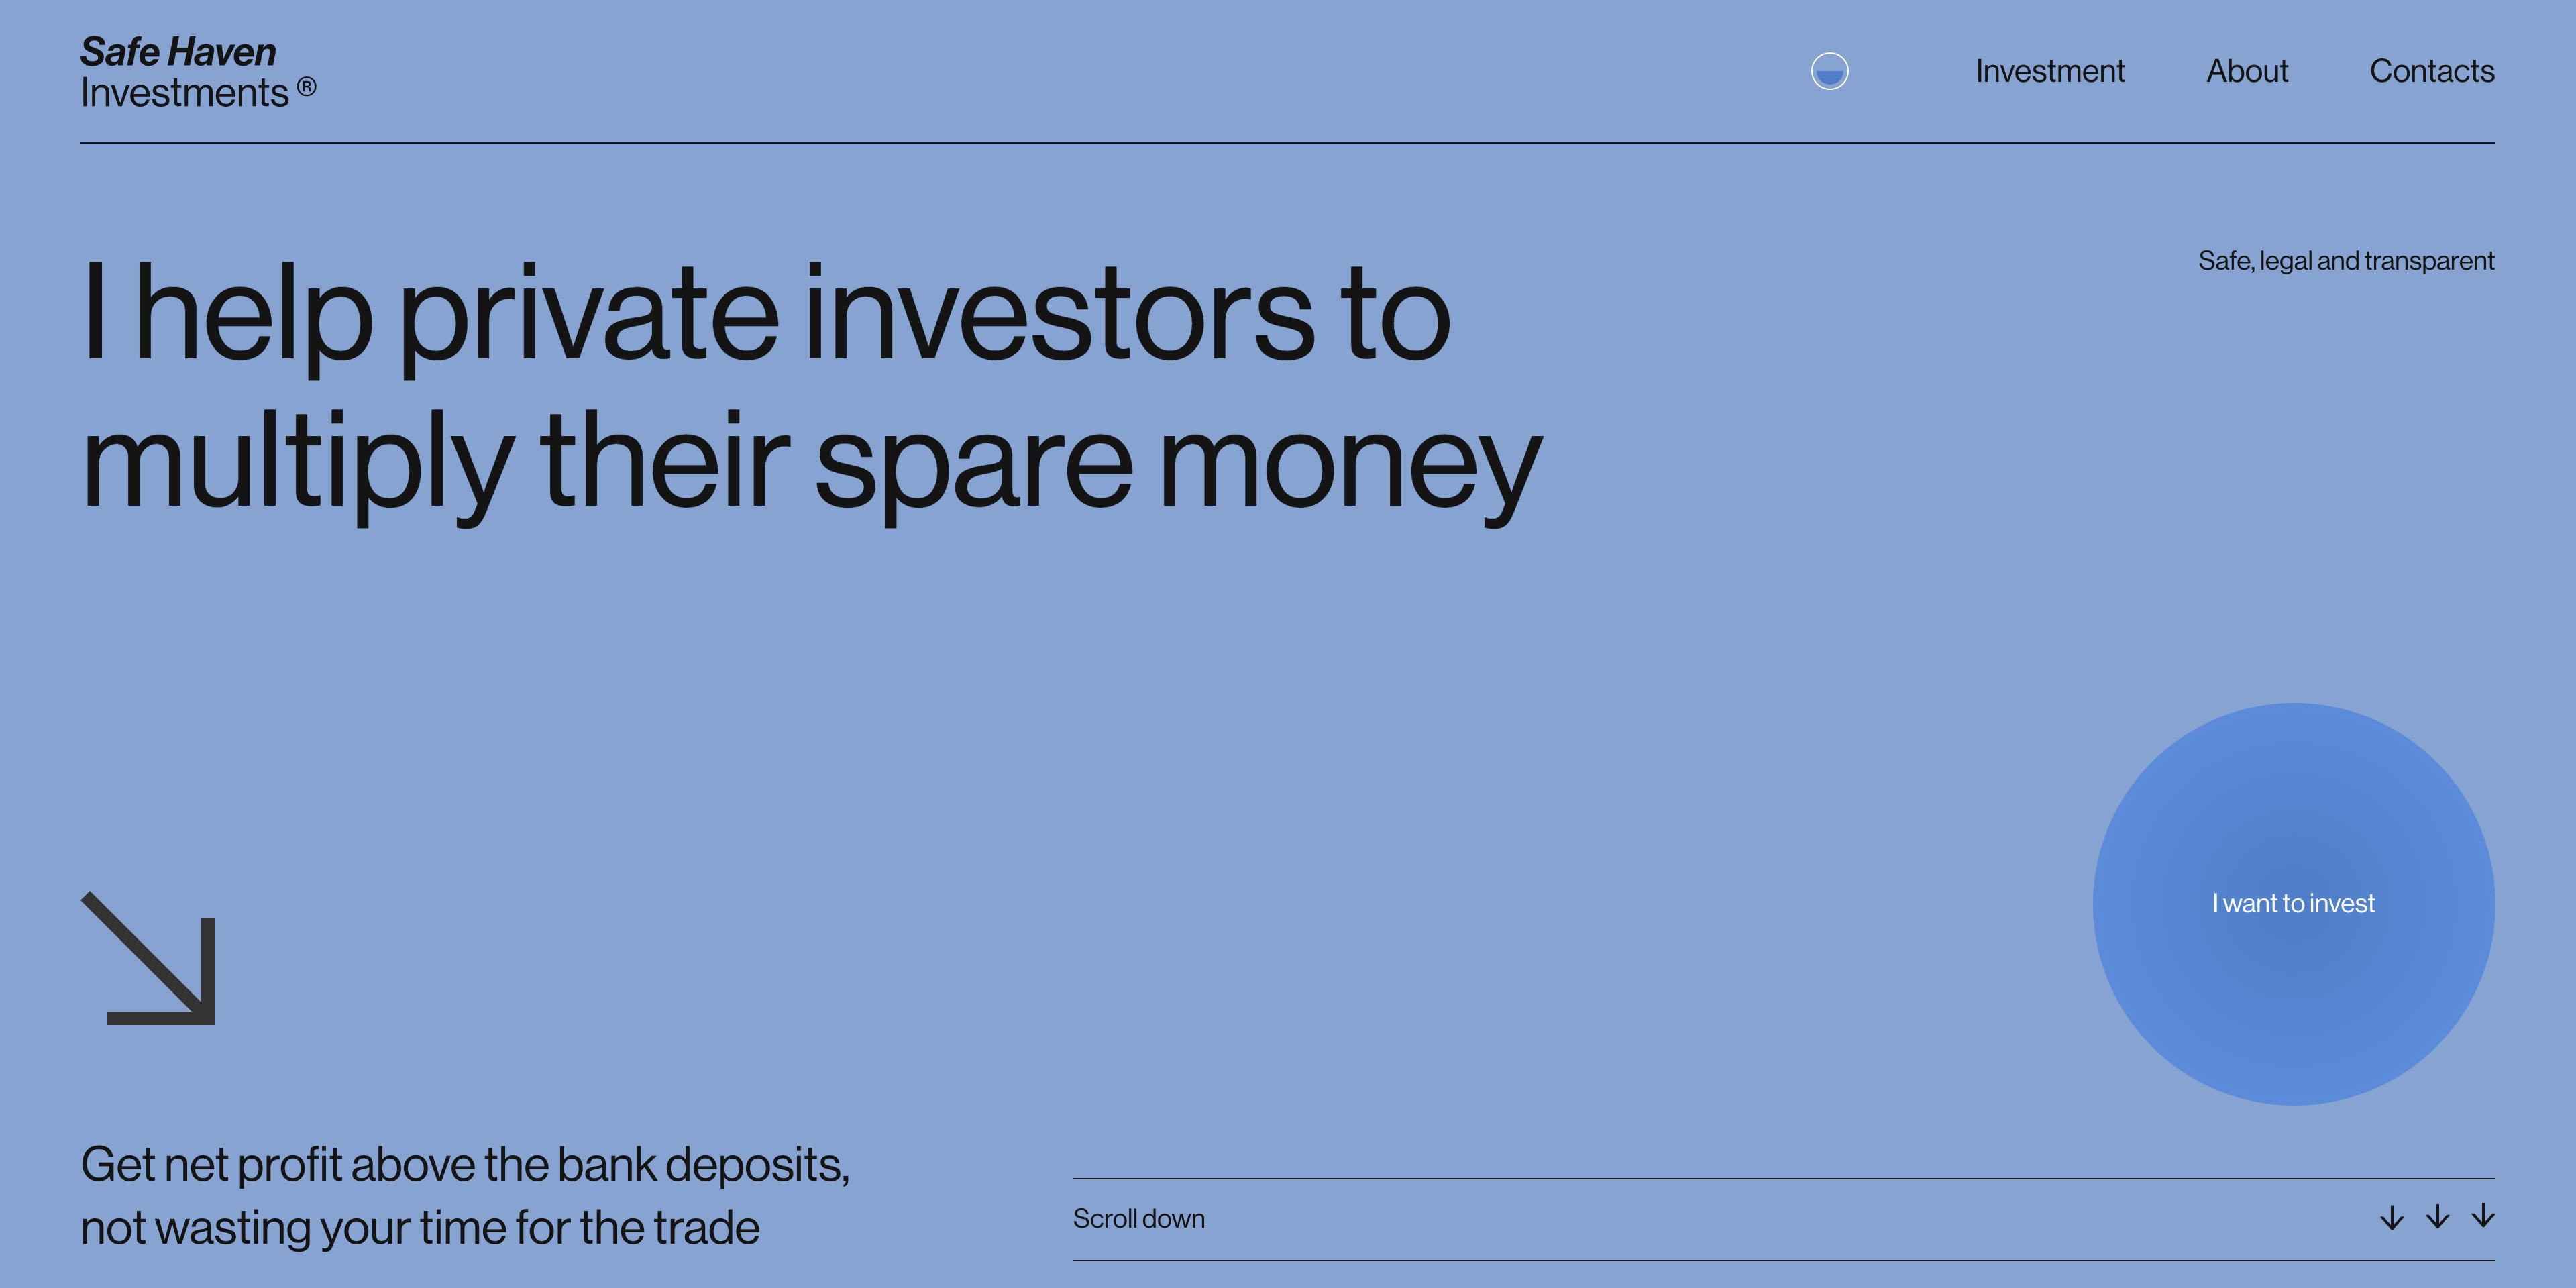 Safe Haven
Investments ®
Investment
About
Contacts
I help private investors to
multiply their spare money
Safe, legal and transparent
I want to invest
Get net profit above the bank deposits,
not wasting your time for the trade
Scroll down